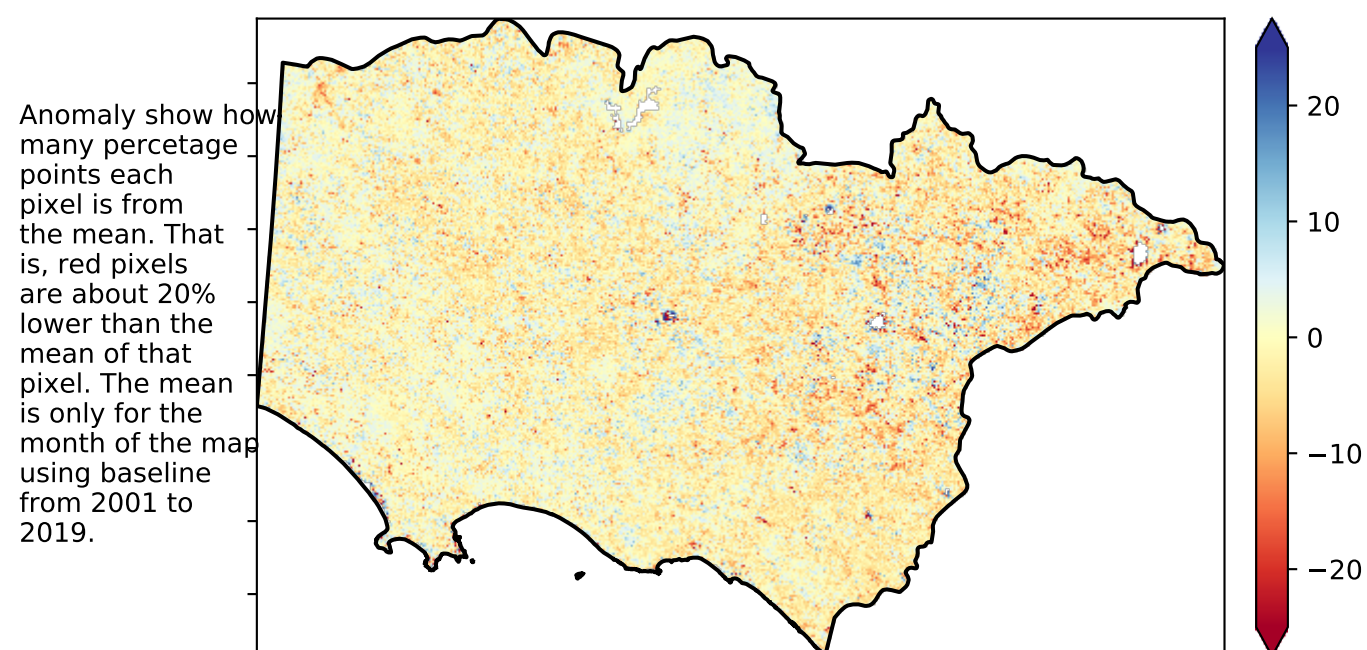 Anomaly show how
many percetage
points each
pixel is from
the mean. That
is, red pixels
are about 20%
lower than the
mean of that
pixel. The mean
is only for the
month of the map
using baseline
from 2001 to
2019.
20
10
0
−10
−20